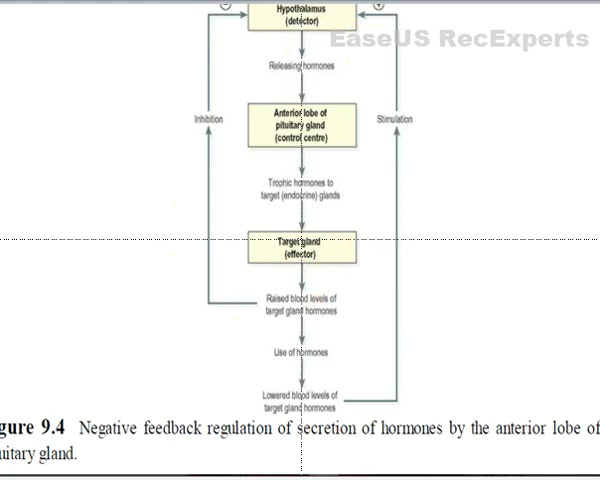 Hypothalamus
(detector)
EaseUS RecExperts
Releasing hormones
Inhibition
Anterior lobe of
pituitary gland
(control centre)
Stimulation
Trophic hormones to
target (endocrine) glands
Target gland
(effector)
Raised blood levels of
target gland hormones
Use of hormones
Lowered blood levels of
target gland hormones
gure 9.4 Negative feedback regulation of secretion of hormones by the anterior lobe of
uitary gland.